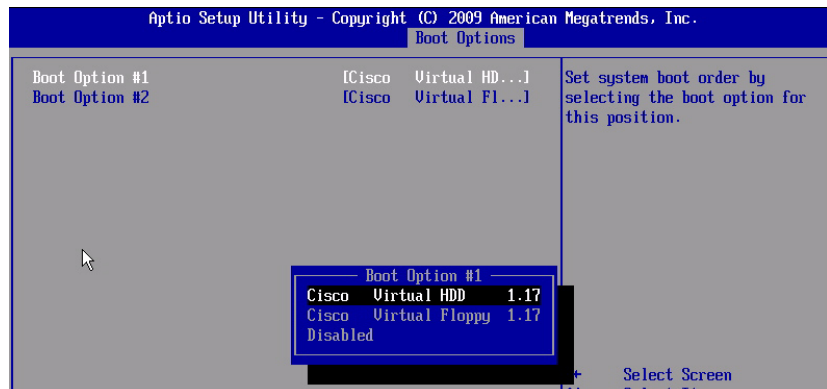 Aptio Setup Utility - Copyright (C) 2009 American Megatrends, Inc.
Boot Options
Boot Option #1 [Cisco Virtual HD...]
Boot Option #2 [Cisco Virtual Fl...]
Set system boot order by
selecting the boot option for
this position.
Boot Option #1
Cisco Virtual HDD 1.17
Cisco Virtual Floppy 1.17
Disabled
Select Screen